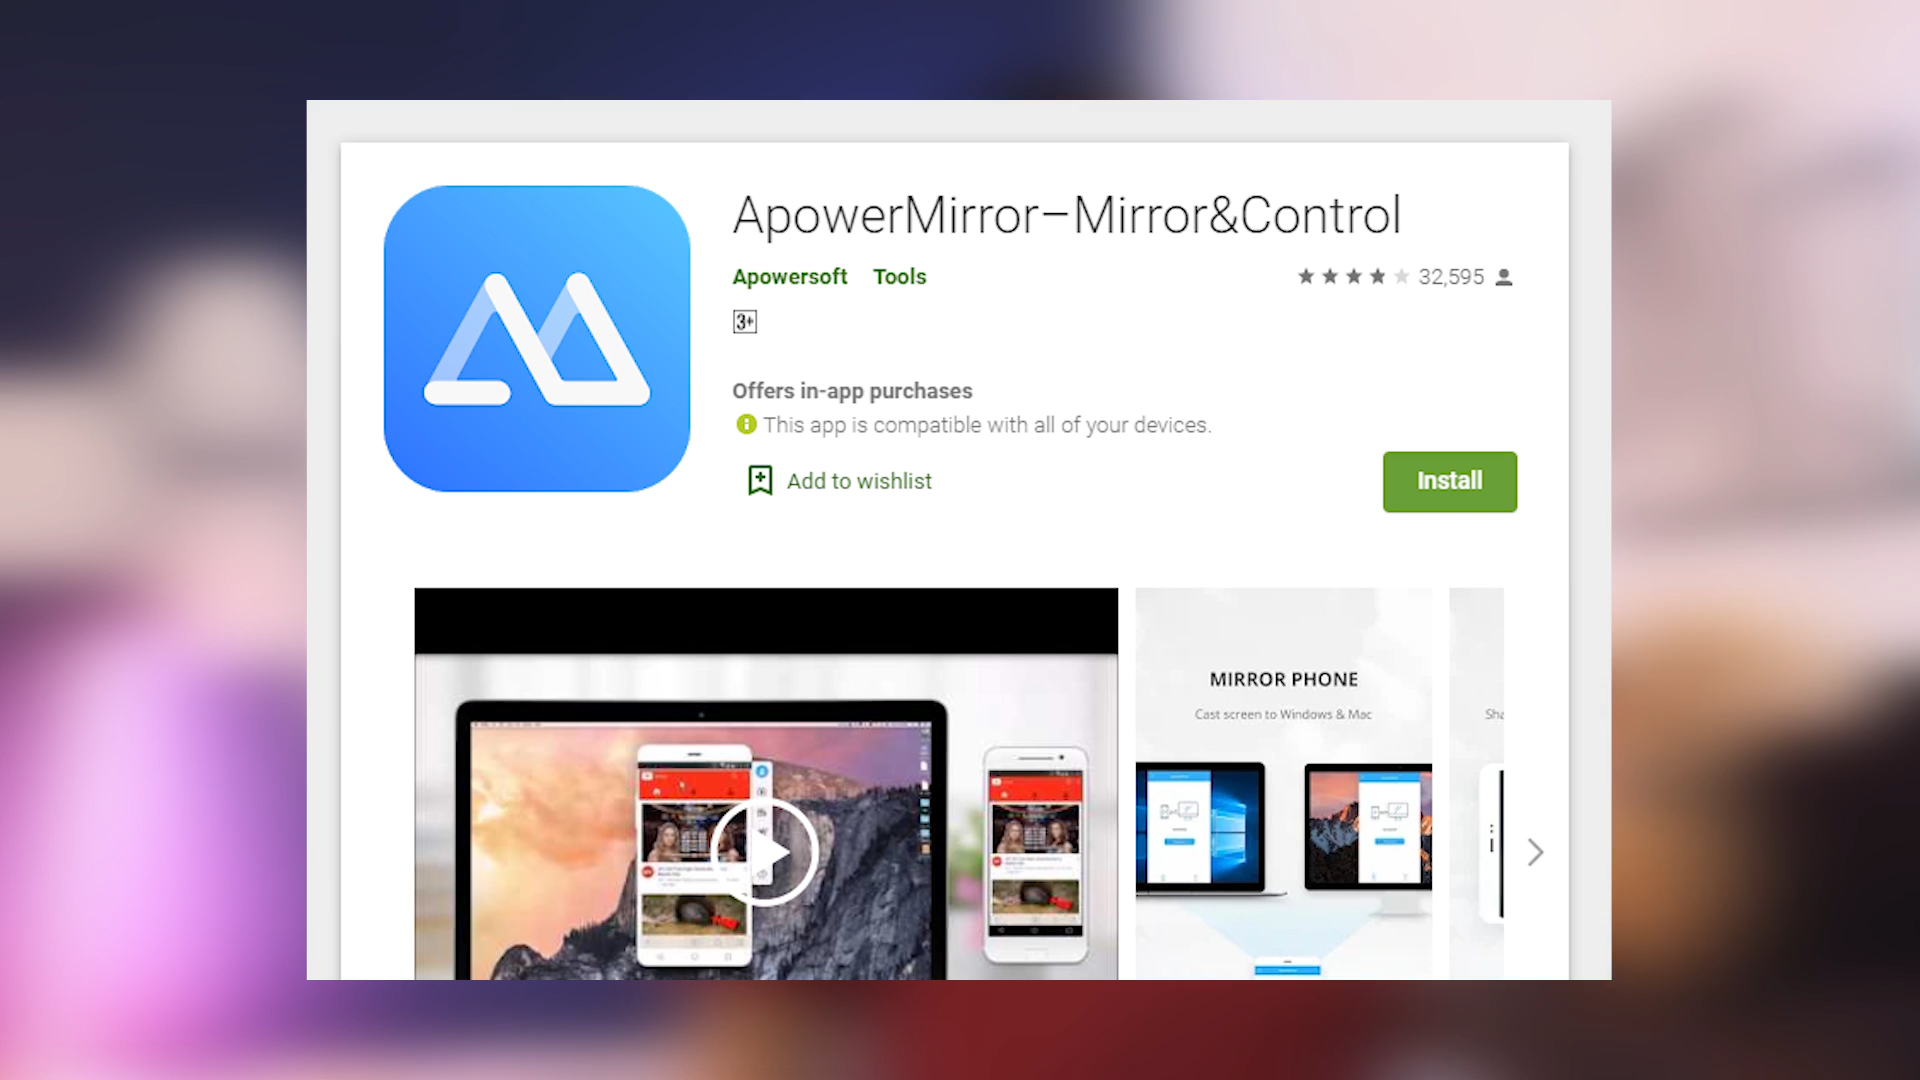 ApowerMirror–Mirror&Control
Apowersoft Tools
32,595
3+
Offers in-app purchases
This app is compatible with all of your devices.
Add to wishlist
Install
MIRROR PHONE
Cast screen to Windows & Mac